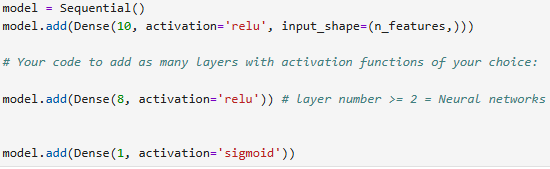 model = Sequential()
model.add(Dense(10, activation='relu', input_shape=(n_features,)))
# Your code to add as many layers with activation functions of your choice:
model.add(Dense(8, activation='relu')) # layer number >= 2 = Neural networks
model.add(Dense(1, activation='sigmoid'))